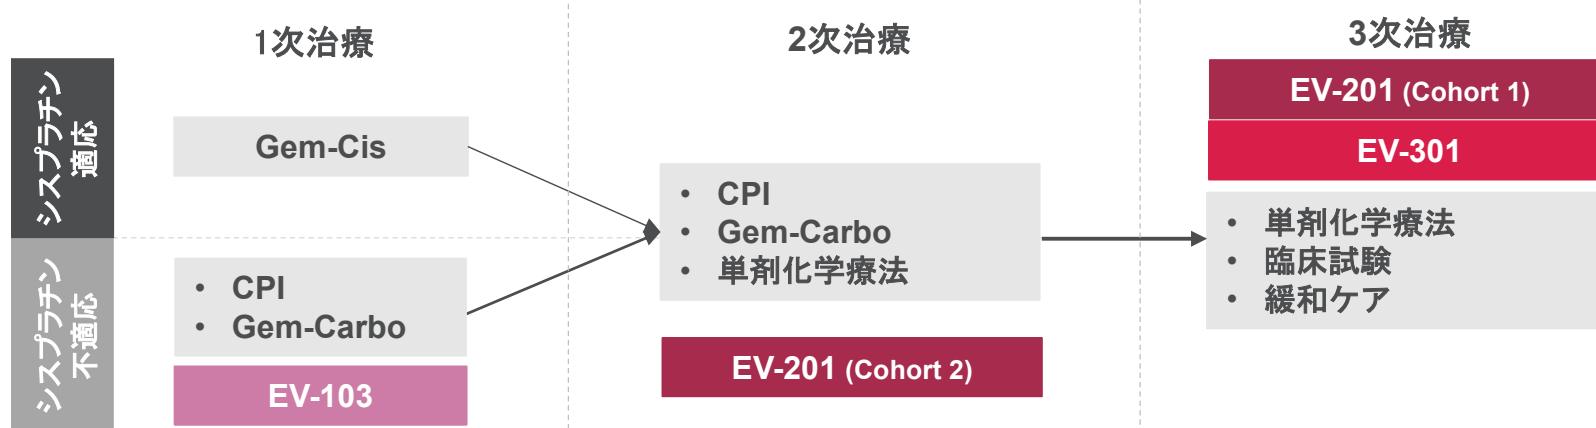 1次治療
2次治療
3次治療
シスプラチン
適応
Gem-Cis
シスプラチン
不適応
• CPI
• Gem-Carbo
EV-103
• CPI
• Gem-Carbo
• 単剤化学療法
EV-201 (Cohort 2)
EV-201 (Cohort 1)
EV-301
• 単剤化学療法
• 臨床試験
• 緩和ケア